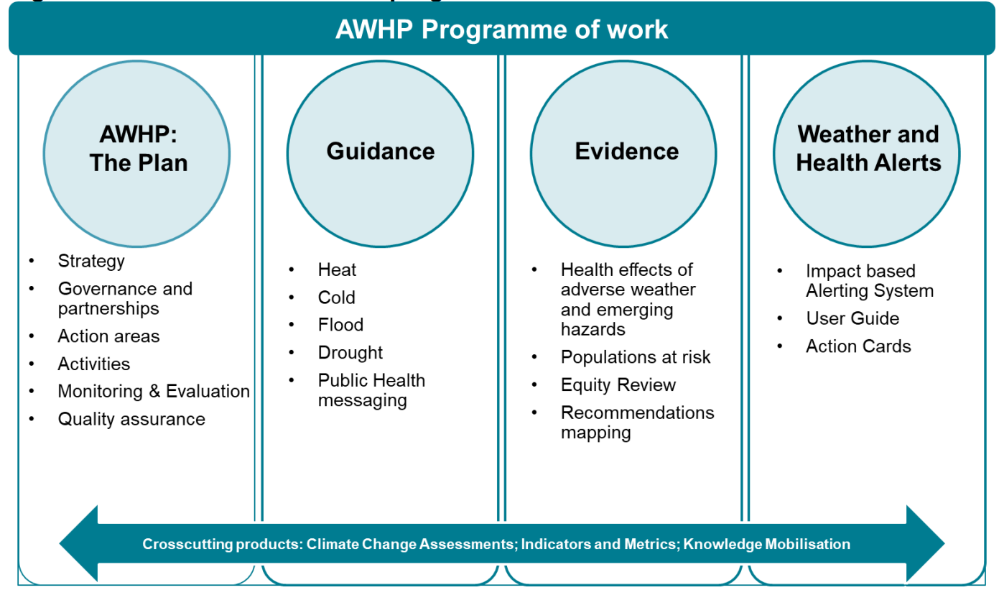 AWHP Programme of work
AWHP:
The Plan
• Strategy
• Governance and
partnerships
• Action areas
• Activities
• Monitoring & Evaluation
• Quality assurance
Guidance
• Heat
• Cold
• Flood
• Drought
• Public Health
messaging
Evidence
• Health effects of
adverse weather
and emerging
hazards
• Populations at risk
• Equity Review
• Recommendations
mapping
Weather and
Health Alerts
• Impact based
Alerting System
• User Guide
• Action Cards
Crosscutting products: Climate Change Assessments; Indicators and Metrics; Knowledge Mobilisation